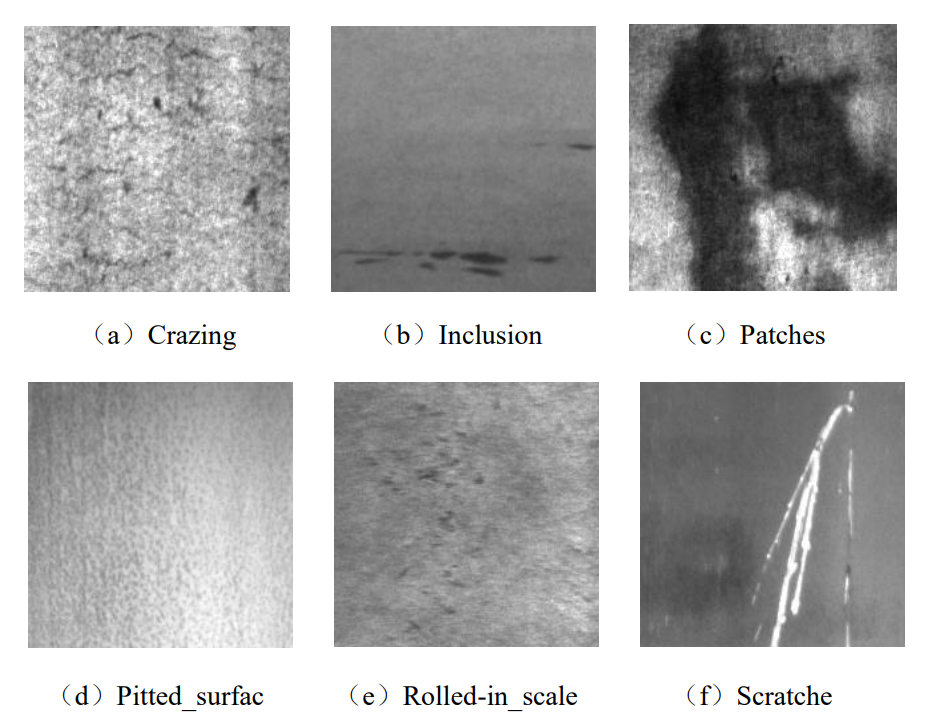 （a）Crazing
（b）Inclusion
（c）Patches
（d）Pitted_surfac
（e）Rolled-in_scale
（f）Scratche